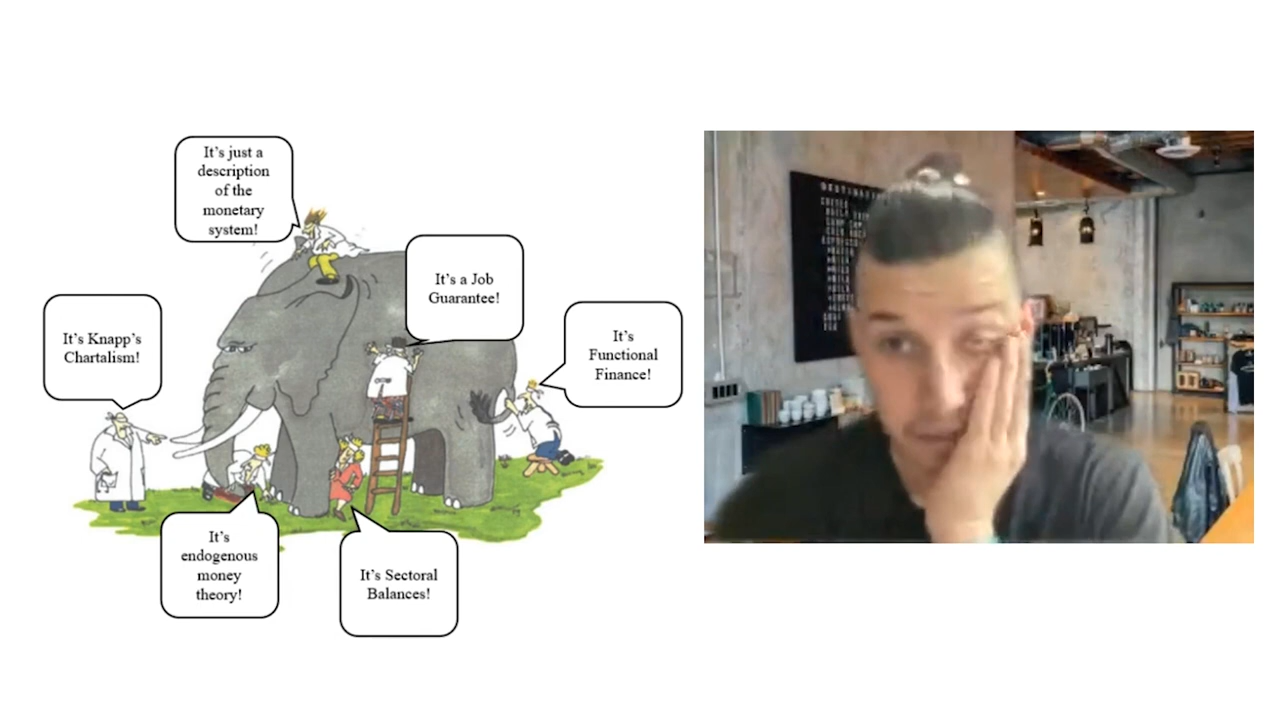 It's just a
description
of the
monetary
system!
It's a Job
Guarantee!
It's Knapp's
Chartalism!
It's
Functional
Finance!
It's
endogenous
money
theory!
It's Sectoral
Balances!